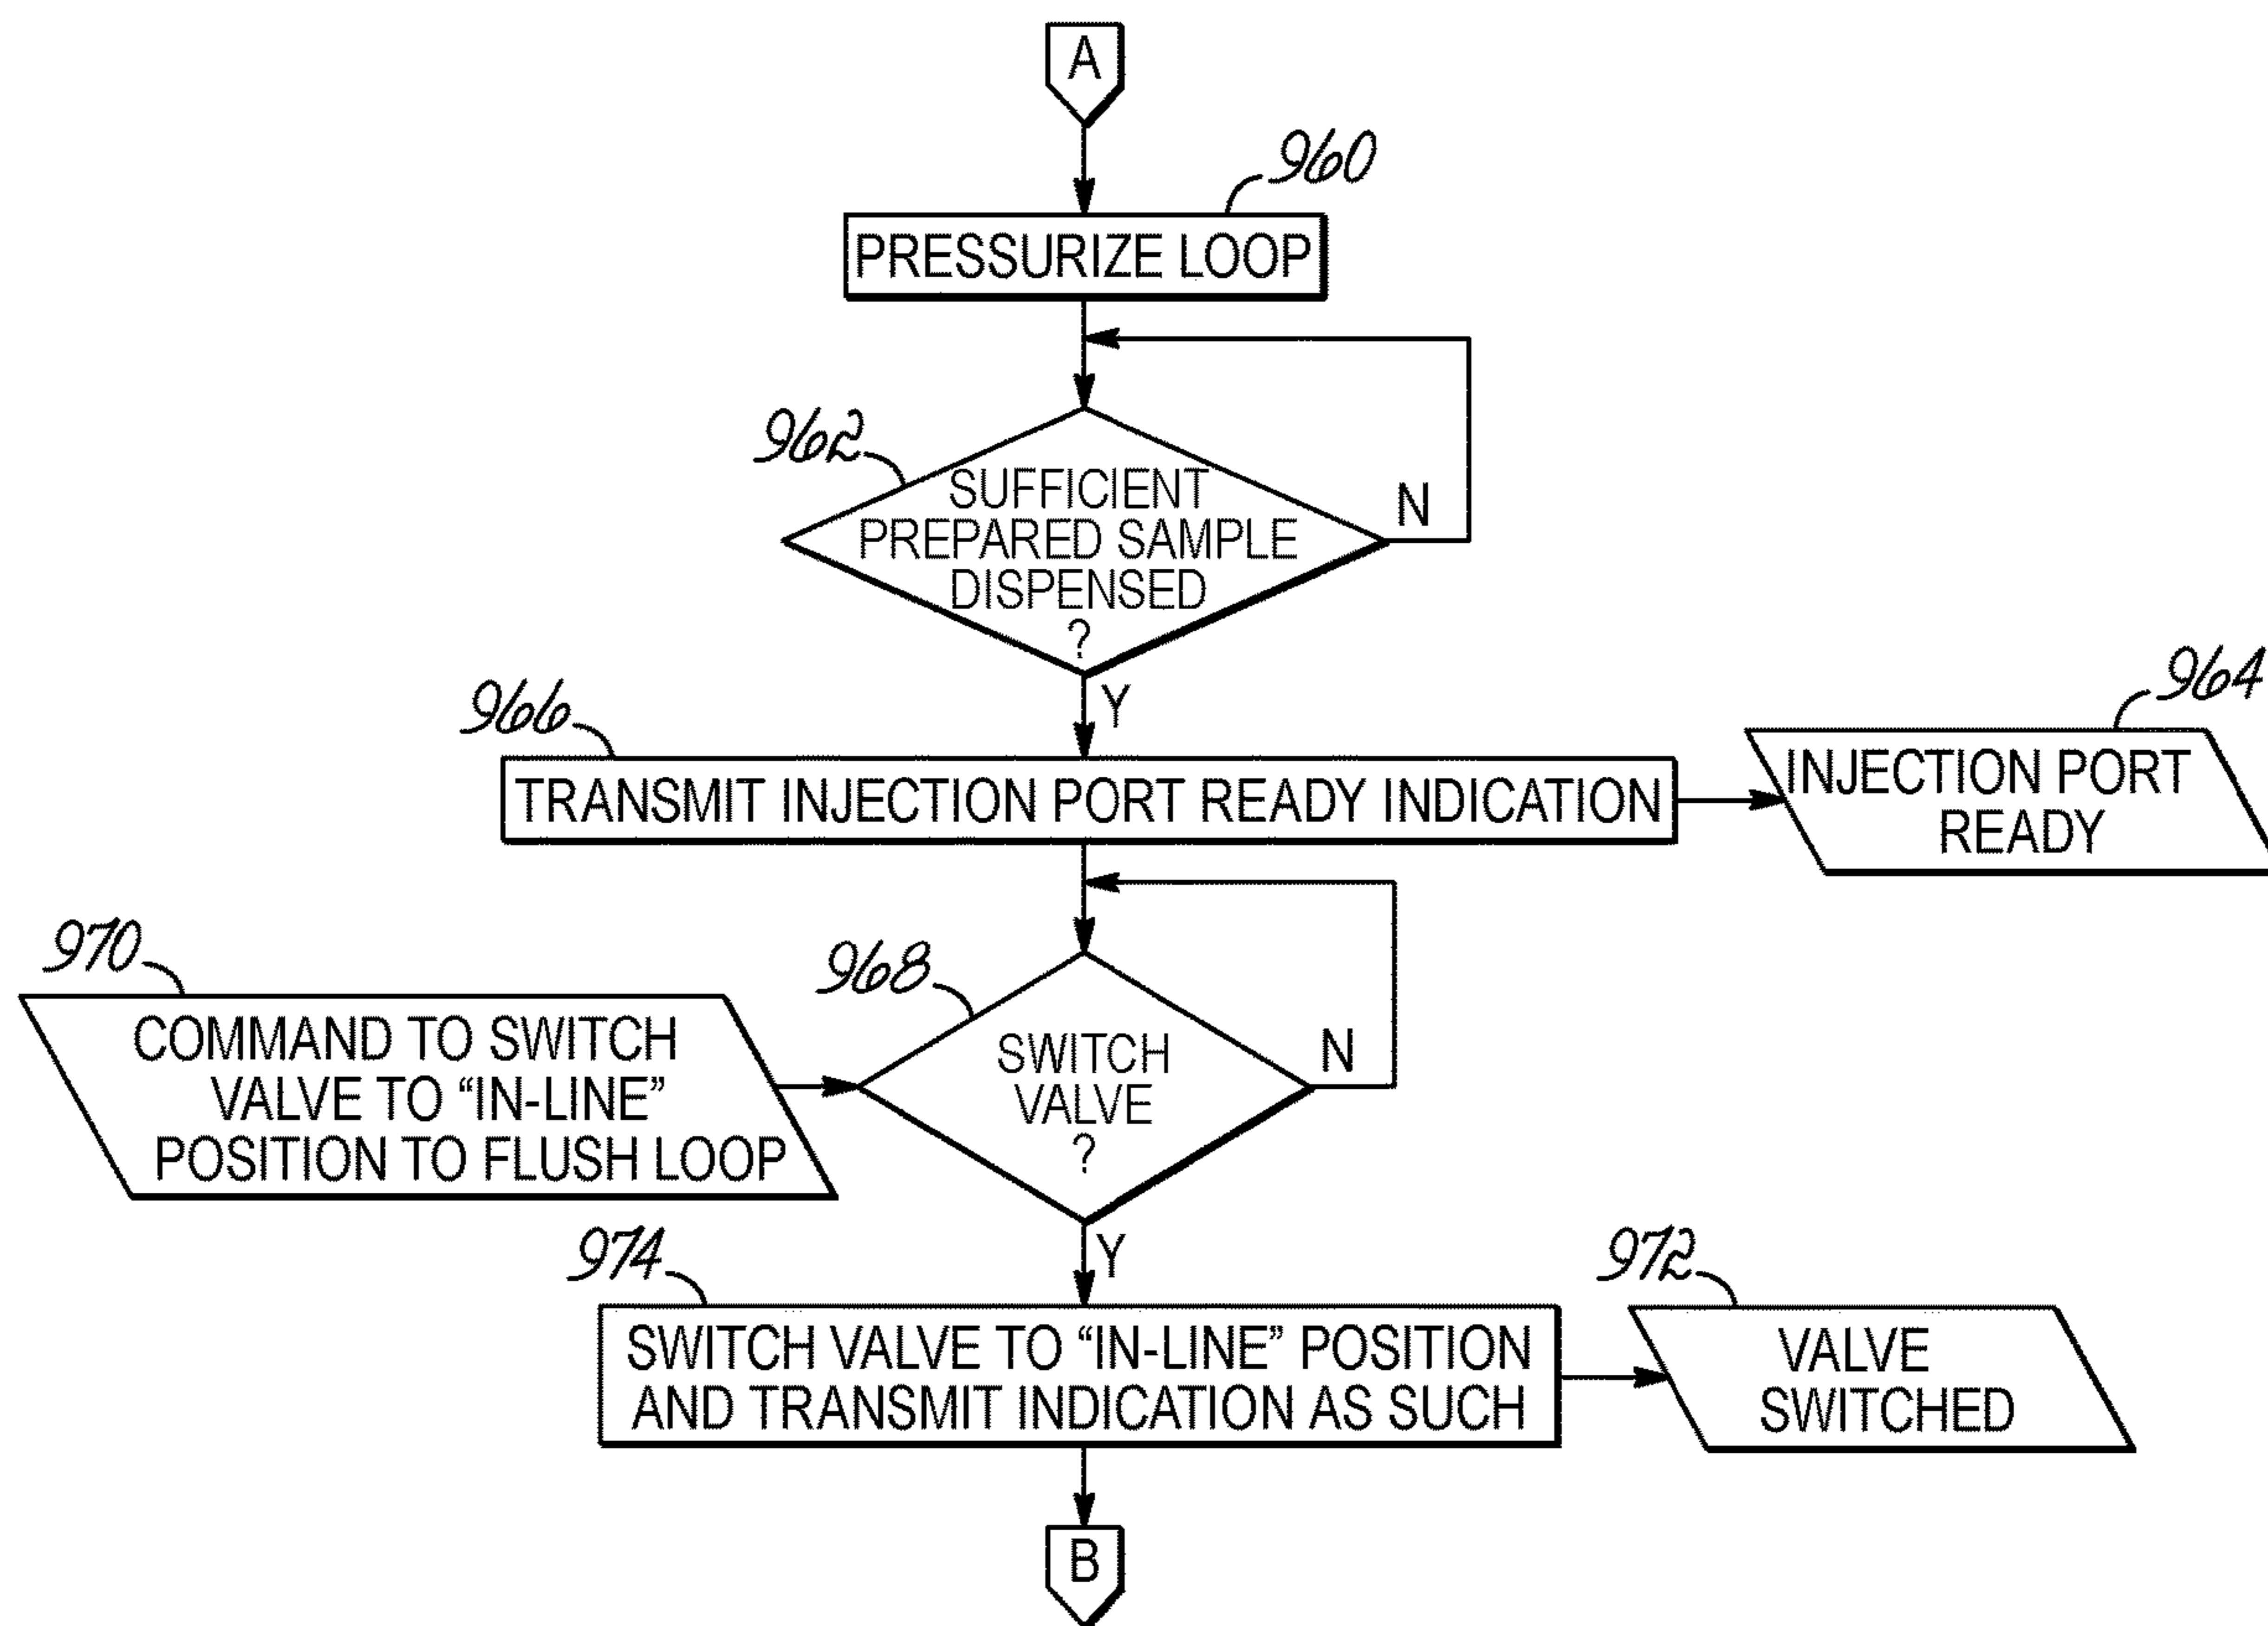 A
960
PRESSURIZE LOOP
962
SUFFICIENT
PREPARED SAMPLE
DISPENSED
?
N
Y
966
TRANSMIT INJECTION PORT READY INDICATION
964
INJECTION PORT
READY
970
COMMAND TO SWITCH
VALVE TO “IN-LINE”
POSITION TO FLUSH LOOP
968
SWITCH
VALVE
?
N
Y
974
SWITCH VALVE TO “IN-LINE” POSITION
AND TRANSMIT INDICATION AS SUCH
972
VALVE
SWITCHED
B